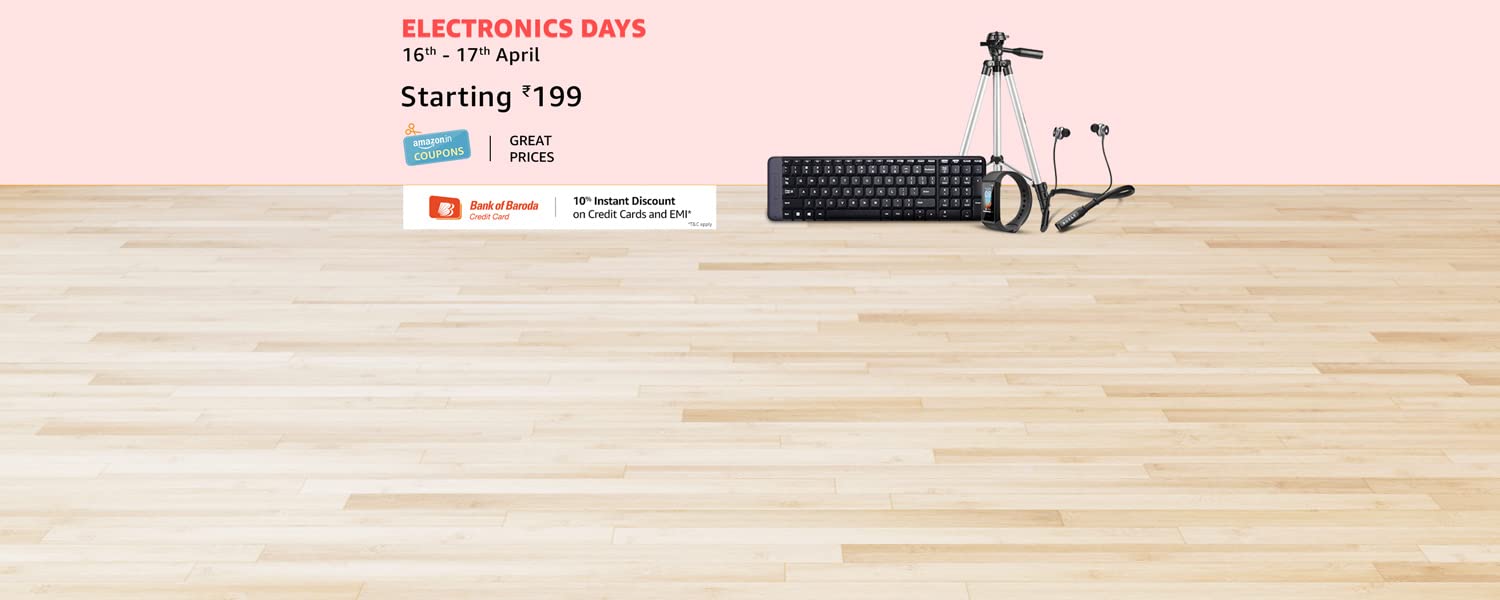 ELECTRONICS DAYS
16th - 17th April
Starting ₹199
amazon.in
COUPONS
GREAT
PRICES
Bank of Baroda
Credit Card
10% Instant Discount
on Credit Cards and EMI*
*T&C apply